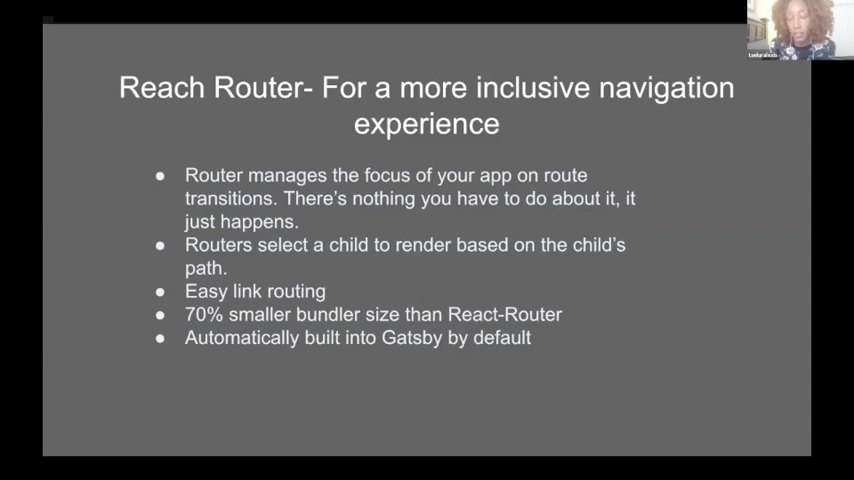 Reach Router- For a more inclusive navigation
experience
● Router manages the focus of your app on route
transitions. There's nothing you have to do about it, it
just happens.
● Routers select a child to render based on the child's
path.
● Easy link routing
● 70% smaller bundler size than React-Router
● Automatically built into Gatsby by default